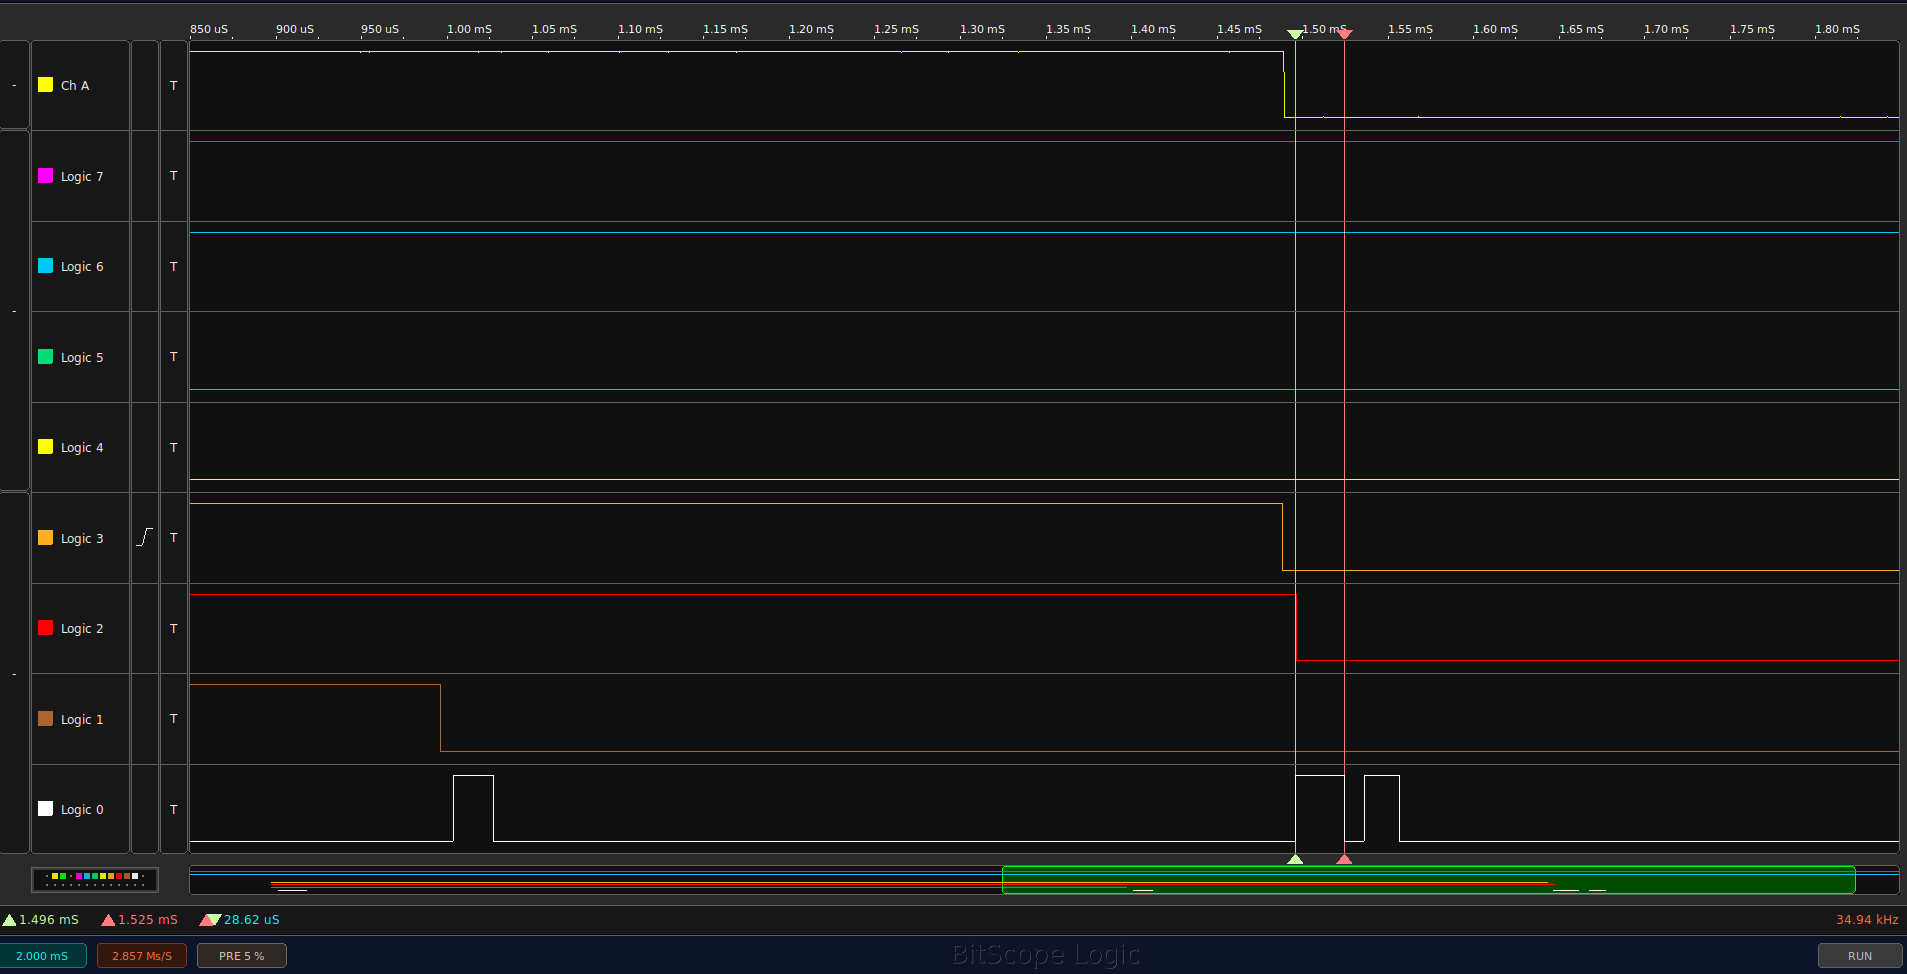 850 uS 900 uS 950 uS 1.00 mS 1.05 mS 1.10 mS 1.15 mS 1.20 mS 1.25 mS 1.30 mS 1.35 mS 1.40 mS 1.45 mS 1.50 mS 1.55 mS 1.60 mS 1.65 mS 1.70 mS 1.75 mS 1.80 mS
- Ch A T
Logic 7 T
Logic 6 T
-
Logic 5 T
Logic 4 T
Logic 3 T
Logic 2 T
-
Logic 1 T
Logic 0 T
1.496 mS 1.525 mS 28.62 uS 34.94 kHz
2.000 mS 2.857 Ms/S PRE 5 % BitScope Logic RUN